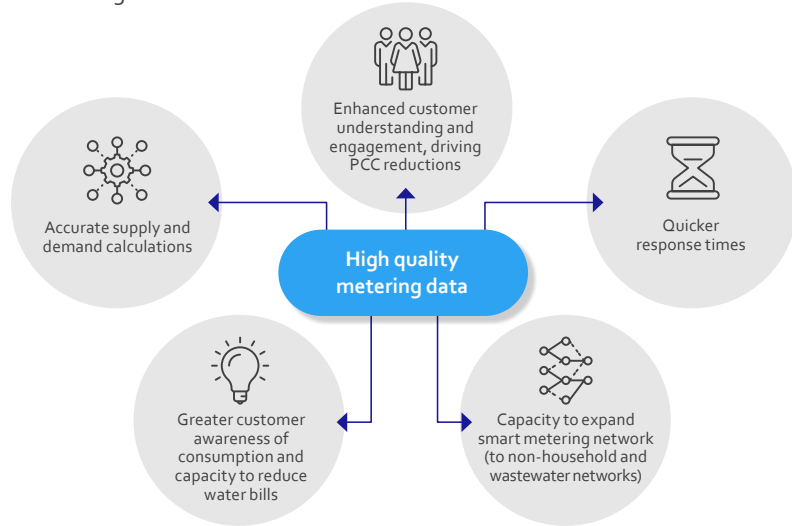 Enhanced customer
understanding and
engagement, driving
PCC reductions
Accurate supply and
demand calculations
Quicker
response times
High quality
metering data
Greater customer
awareness of
consumption and
capacity to reduce
water bills
Capacity to expand
smart metering network
(to non-household and
wastewater networks)